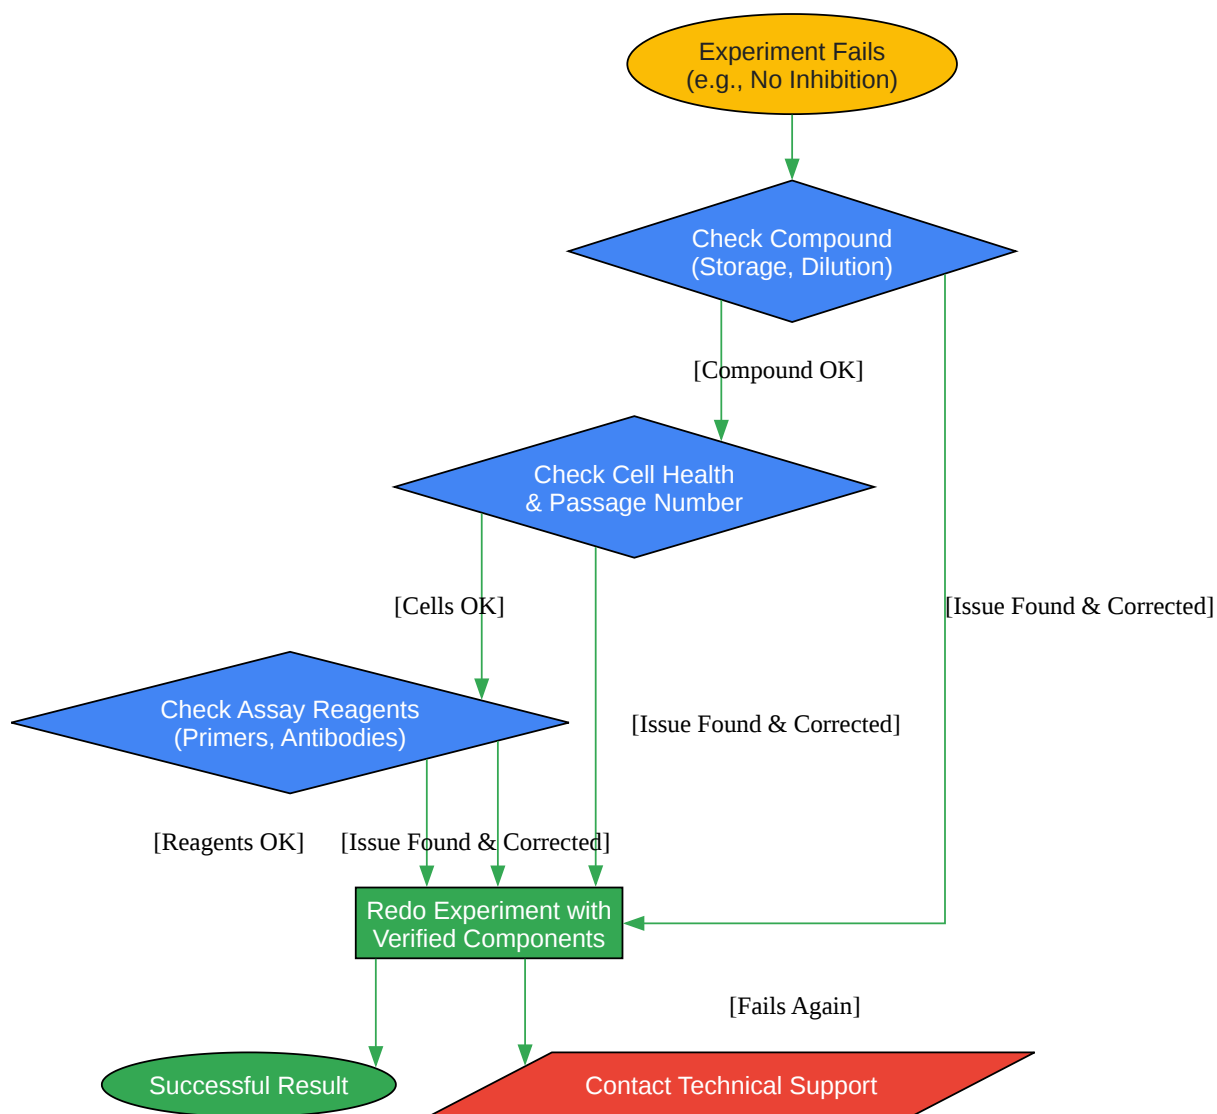 Experiment Fails
(e.g., No Inhibition)
Check Compound
(Storage, Dilution)
[Compound OK]
Check Cell Health
& Passage Number
[Cells OK]
[Issue Found & Corrected]
Check Assay Reagents
(Primers, Antibodies)
[Issue Found & Corrected]
[Reagents OK]
[Issue Found & Corrected]
Redo Experiment with
Verified Components
[Fails Again]
Successful Result
Contact Technical Support